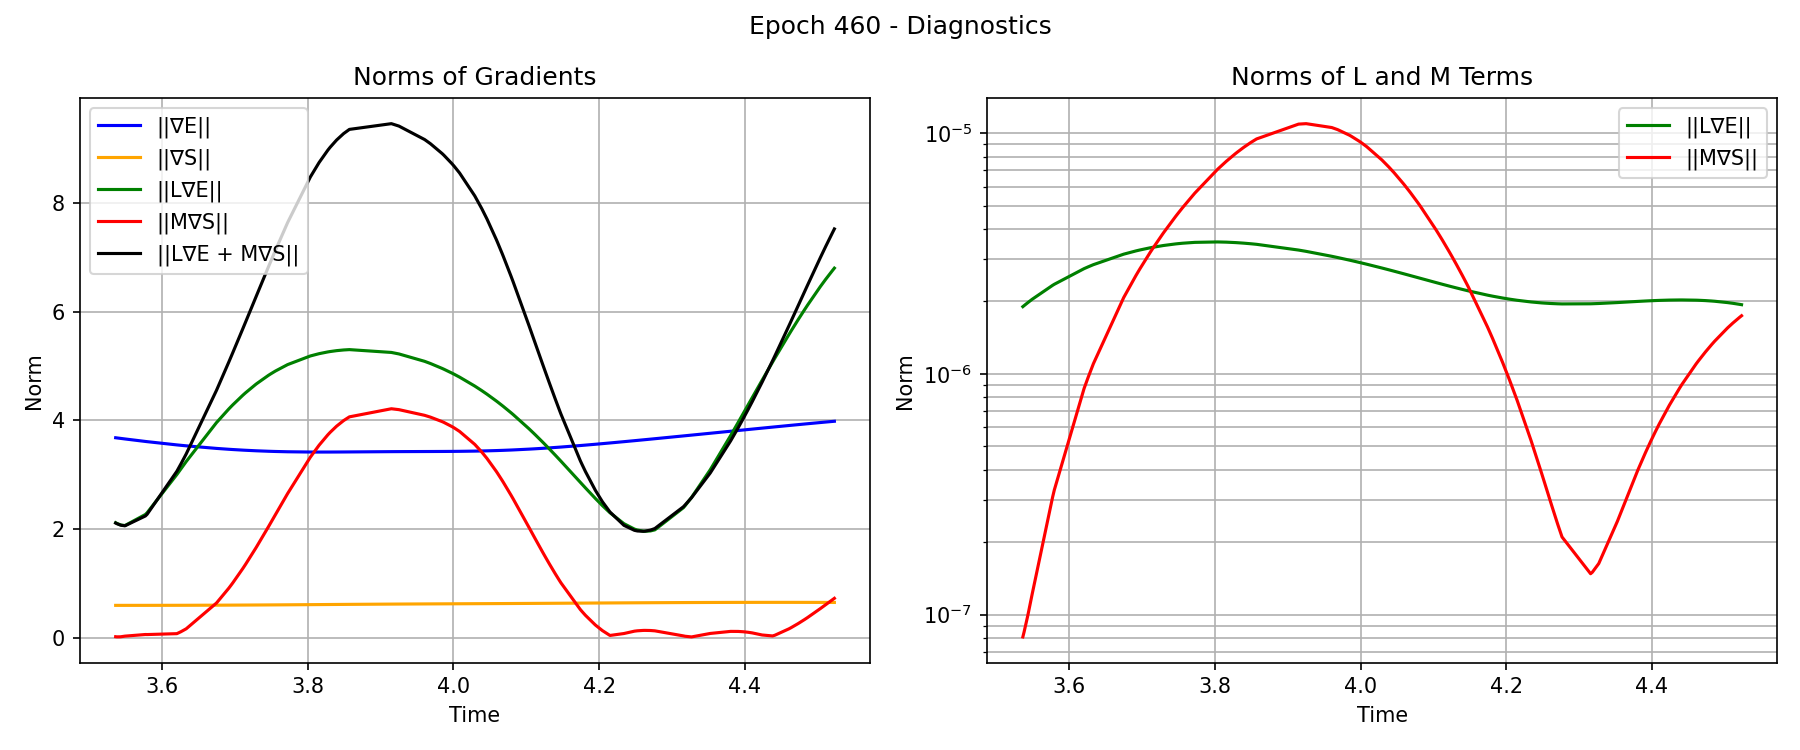 Epoch 460 - Diagnostics
Norms of Gradients
||∇E||
||∇S||
||L∇E||
||M∇S||
||L∇E + M∇S||
8
6
4
2
0
Norm
3.6 3.8 4.0 4.2 4.4
Time
Norms of L and M Terms
||L∇E||
||M∇S||
10⁻⁵
10⁻⁶
10⁻⁷
Norm
3.6 3.8 4.0 4.2 4.4
Time